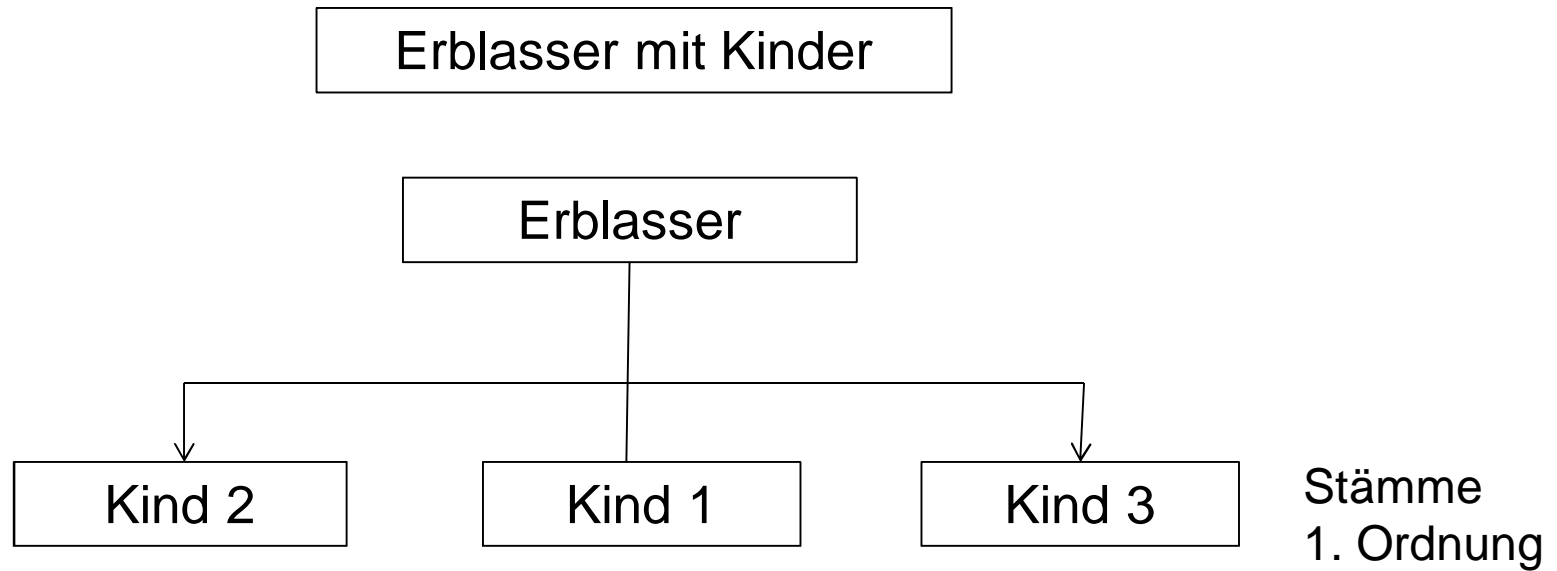 Erblasser mit Kinder
Erblasser
Kind 2
Kind 1
Kind 3
Stämme
1. Ordnung